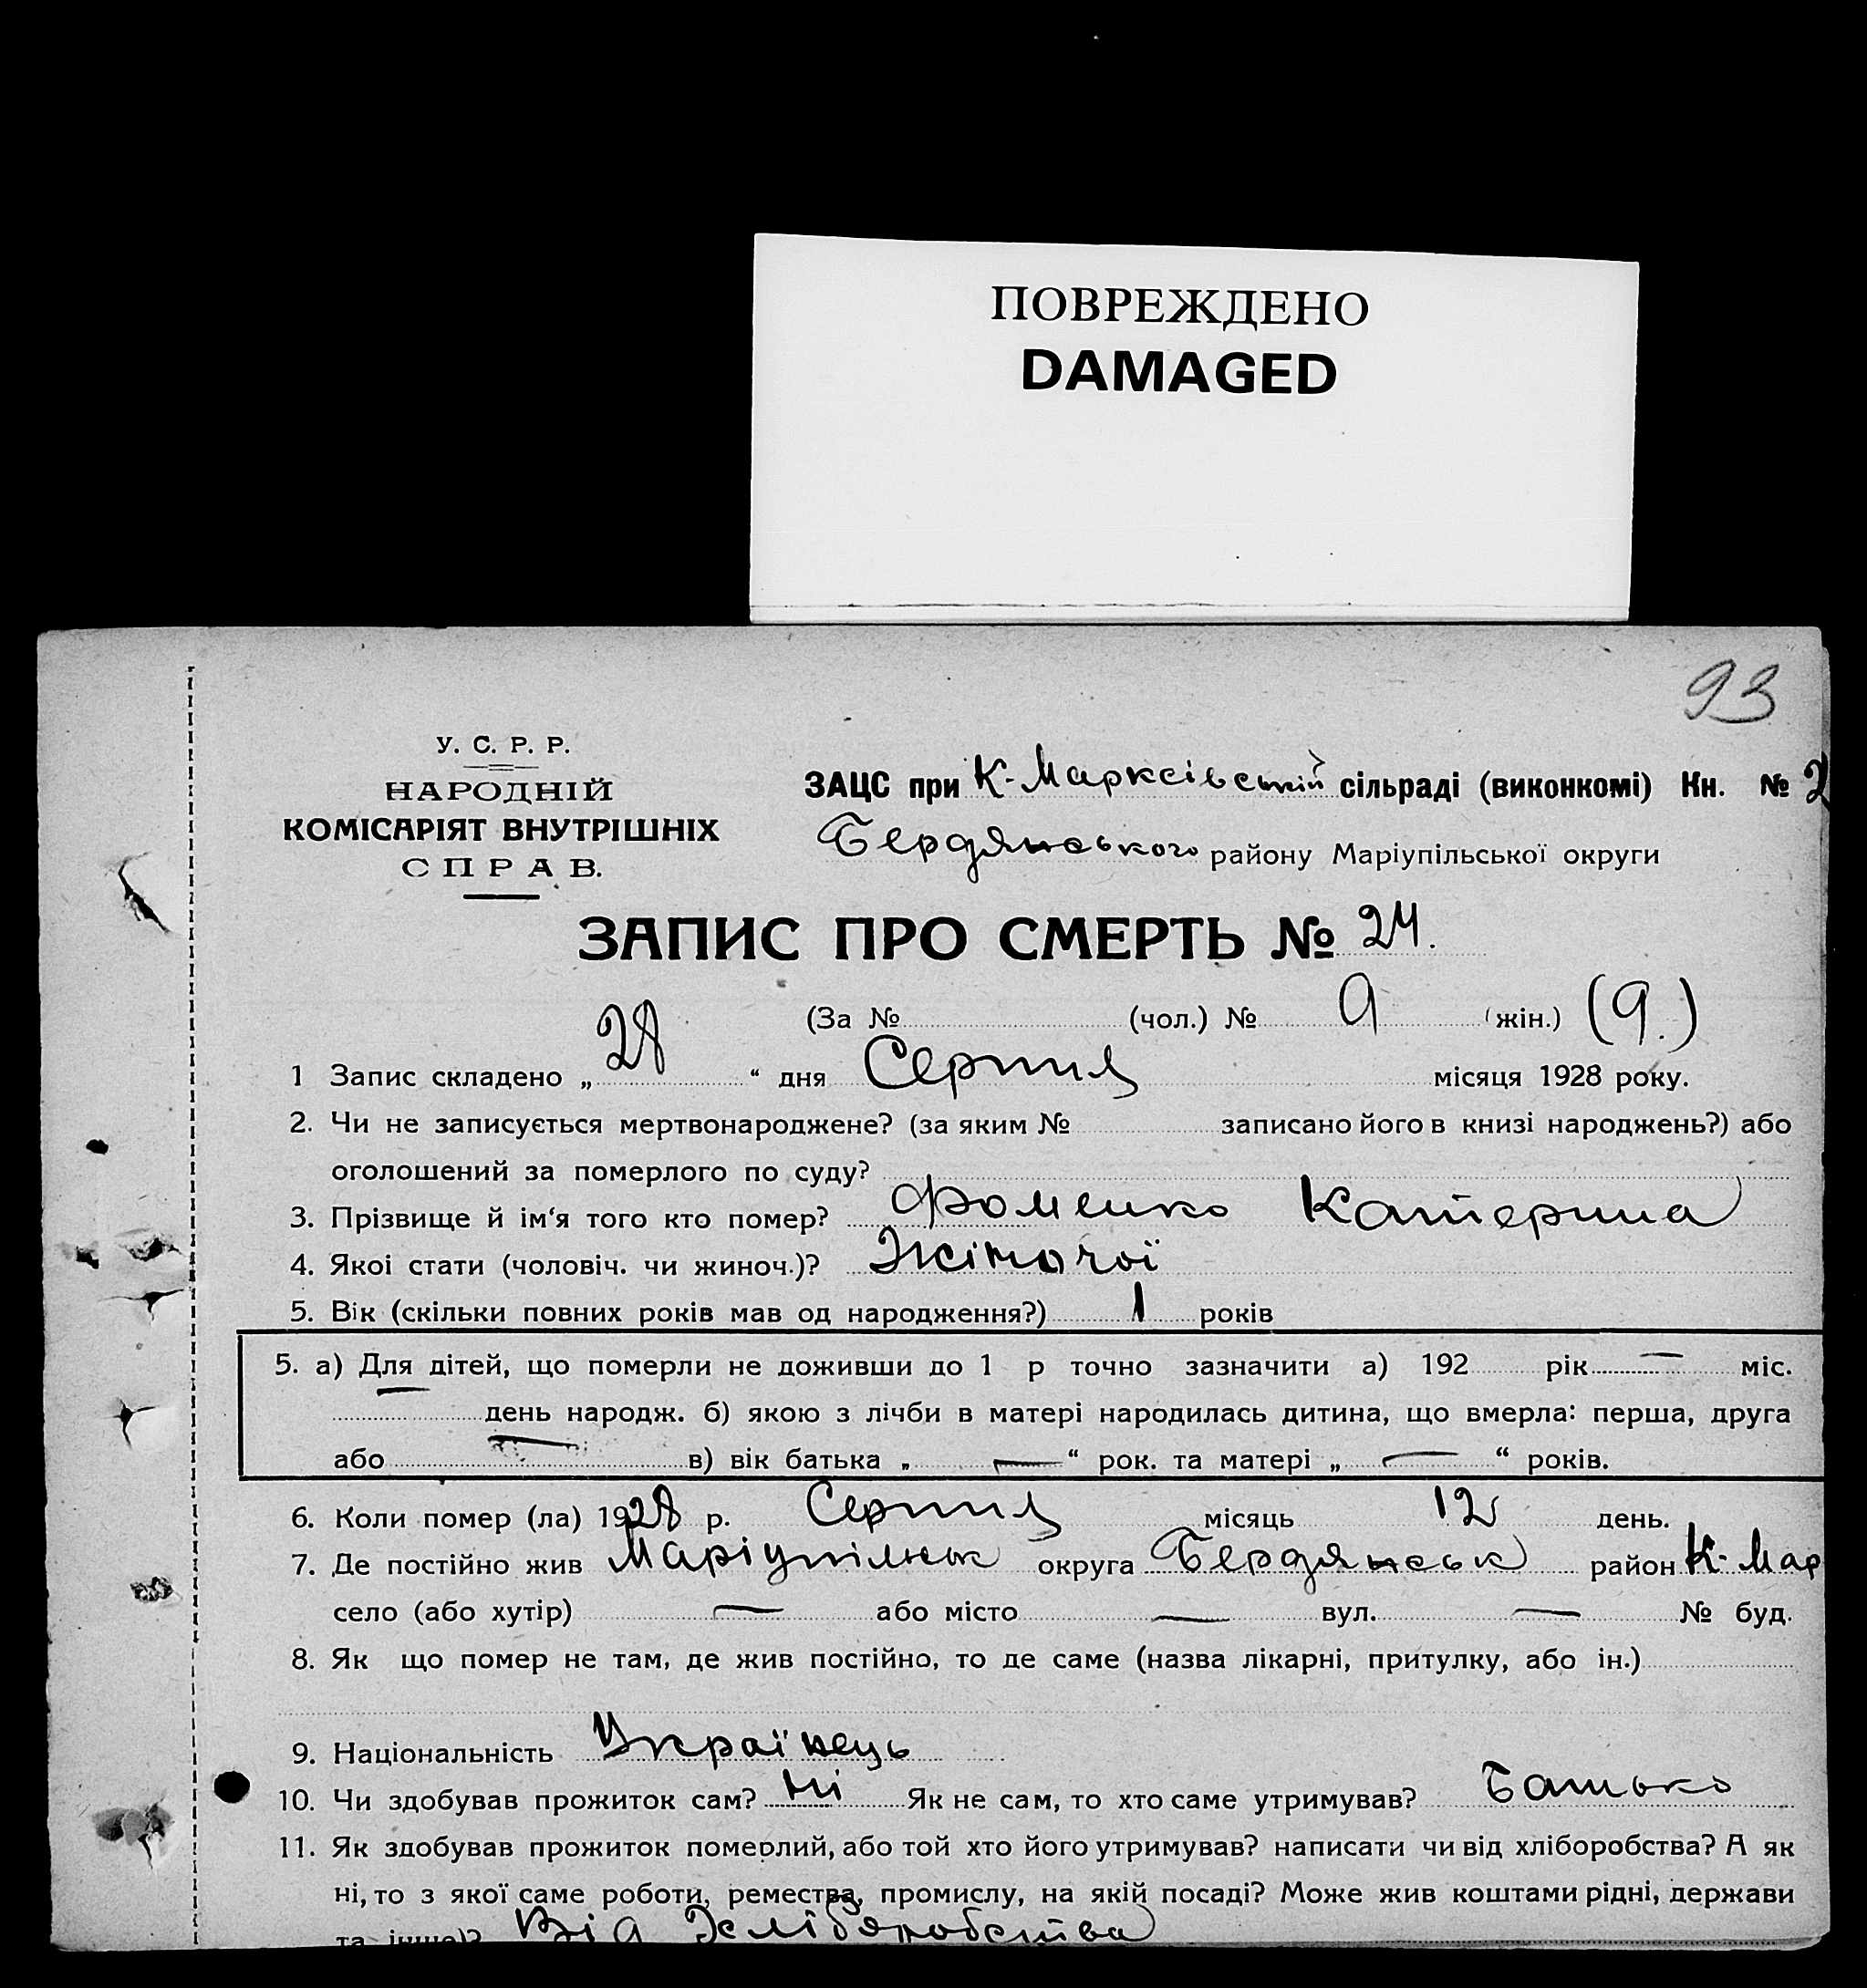 ПОВРЕЖДЕНО
DAMAGED
93
У. С. Р. Р.
НАРОДНІЙ
КОМІСАРІЯТ ВНУТРІШНІХ
СПРАВ.
ЗАЦС при К-Марксівській сільраді (виконкомі) Кн. № 2
Бердянського району Маріупільської округи
ЗАПИС ПРО СМЕРТЬ № 24.
(За № (чол.) № 9 (жін.) (9.)
1 Запис складено „ 28 “ дня Серпня місяця 1928 року.
2. Чи не записується мертвонароджене? (за яким № записано його в книзі народжень?) або
оголошений за померлого по суду?
3. Прізвище й ім‘я того кто помер? Фоменко Катерина
4. Якоі стати (чоловіч. чи жиноч.)? Жіночої
5. Вік (скільки повних років мав од народження?) 1 років
5. а) Для дітей, що померли не доживши до 1 р точно зазначити а) 192 рік — міс.
— день народж. б) якою з лічби в матері народилась дитина, що вмерла: перша, друга
або — в) вік батька „ — “ рок. та матері „ — “ років.
6. Коли помер (ла) 1928 р. Серпня місяць 12 день.
7. Де постійно жив Маріупільськ округа Бердянськ район К-Мар
село (або хутір) — або місто — вул. — № буд.
8. Як що помер не там, де жив постійно, то де саме (назва лікарні, притулку, або ін.)
9. Національність Українець
10. Чи здобував прожиток сам? Ні Як не сам, то хто саме утримував? Батько
11. Як здобував прожиток померлий, або той хто його утримував? написати чи від хліборобства? А як
ні, то з якої саме роботи, ремества, промислу, на якій посаді? Може жив коштами рідні, держави
та інше)? Від Хліборобства